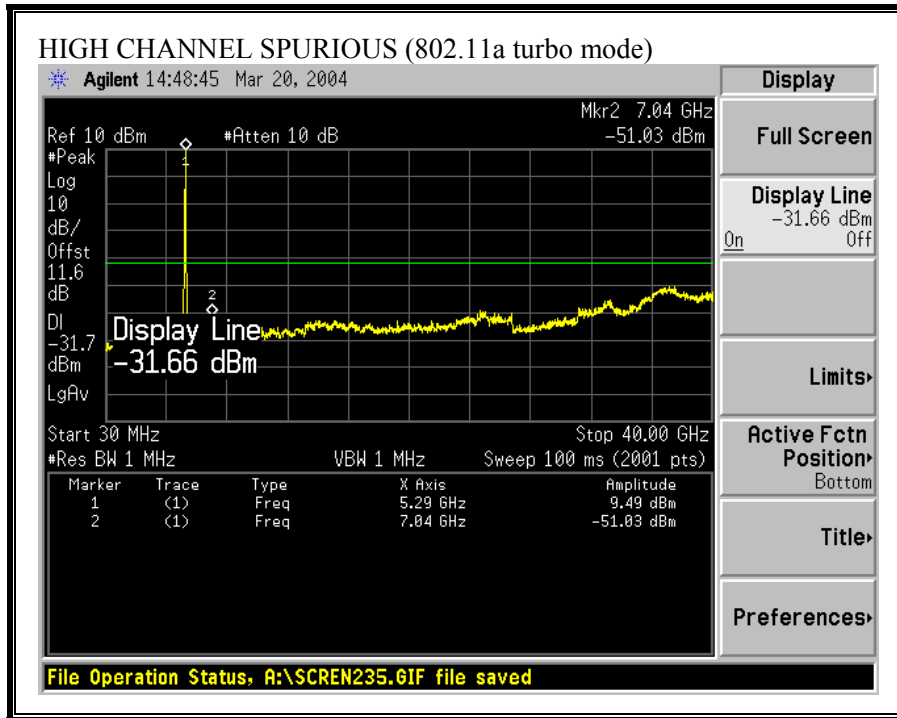 HIGH CHANNEL SPURIOUS (802.11a turbo mode)
Agilent 14:48:45 Mar 20, 2004
Display
Mkr2 7.04 GHz
Ref 10 dBm #Atten 10 dB -51.03 dBm
Full Screen
#Peak
1
Log
10
dB/
Offst
11.6
dB
2
DI
-31.7
dBm
LgAv
Display Line
-31.66 dBm
Display Line
-31.66 dBm
On Off
Limits
Start 30 MHz Stop 40.00 GHz
#Res BW 1 MHz VBW 1 MHz Sweep 100 ms (2001 pts)
Active Fctn
Position
Bottom
Marker Trace Type X Axis Amplitude
1 (1) Freq 5.29 GHz 9.49 dBm
2 (1) Freq 7.04 GHz -51.03 dBm
Title
Preferences
File Operation Status, A:\SCREN235.GIF file saved